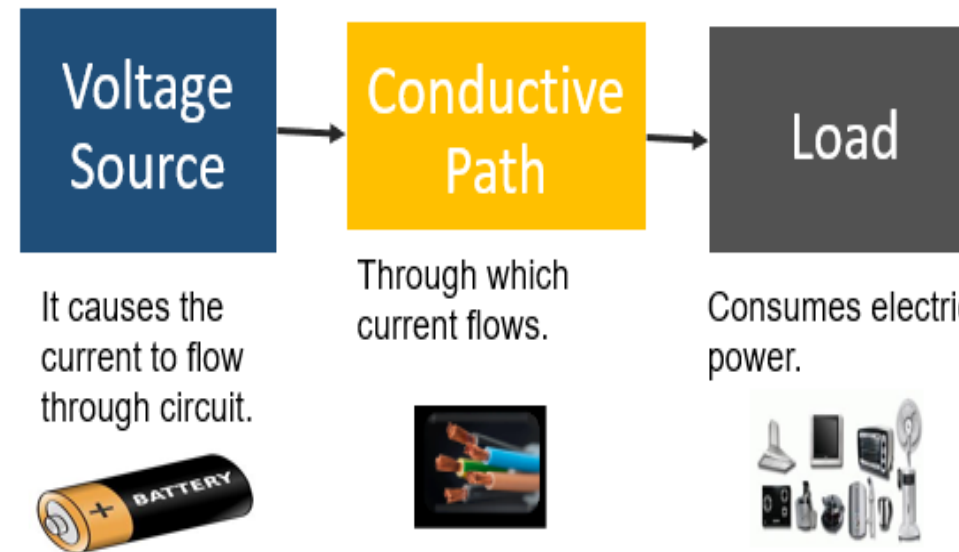 Voltage
Source
Conductive
Path
Load
It causes the
current to flow
through circuit.
Through which
current flows.
Consumes electri
power.
+ BATTERY